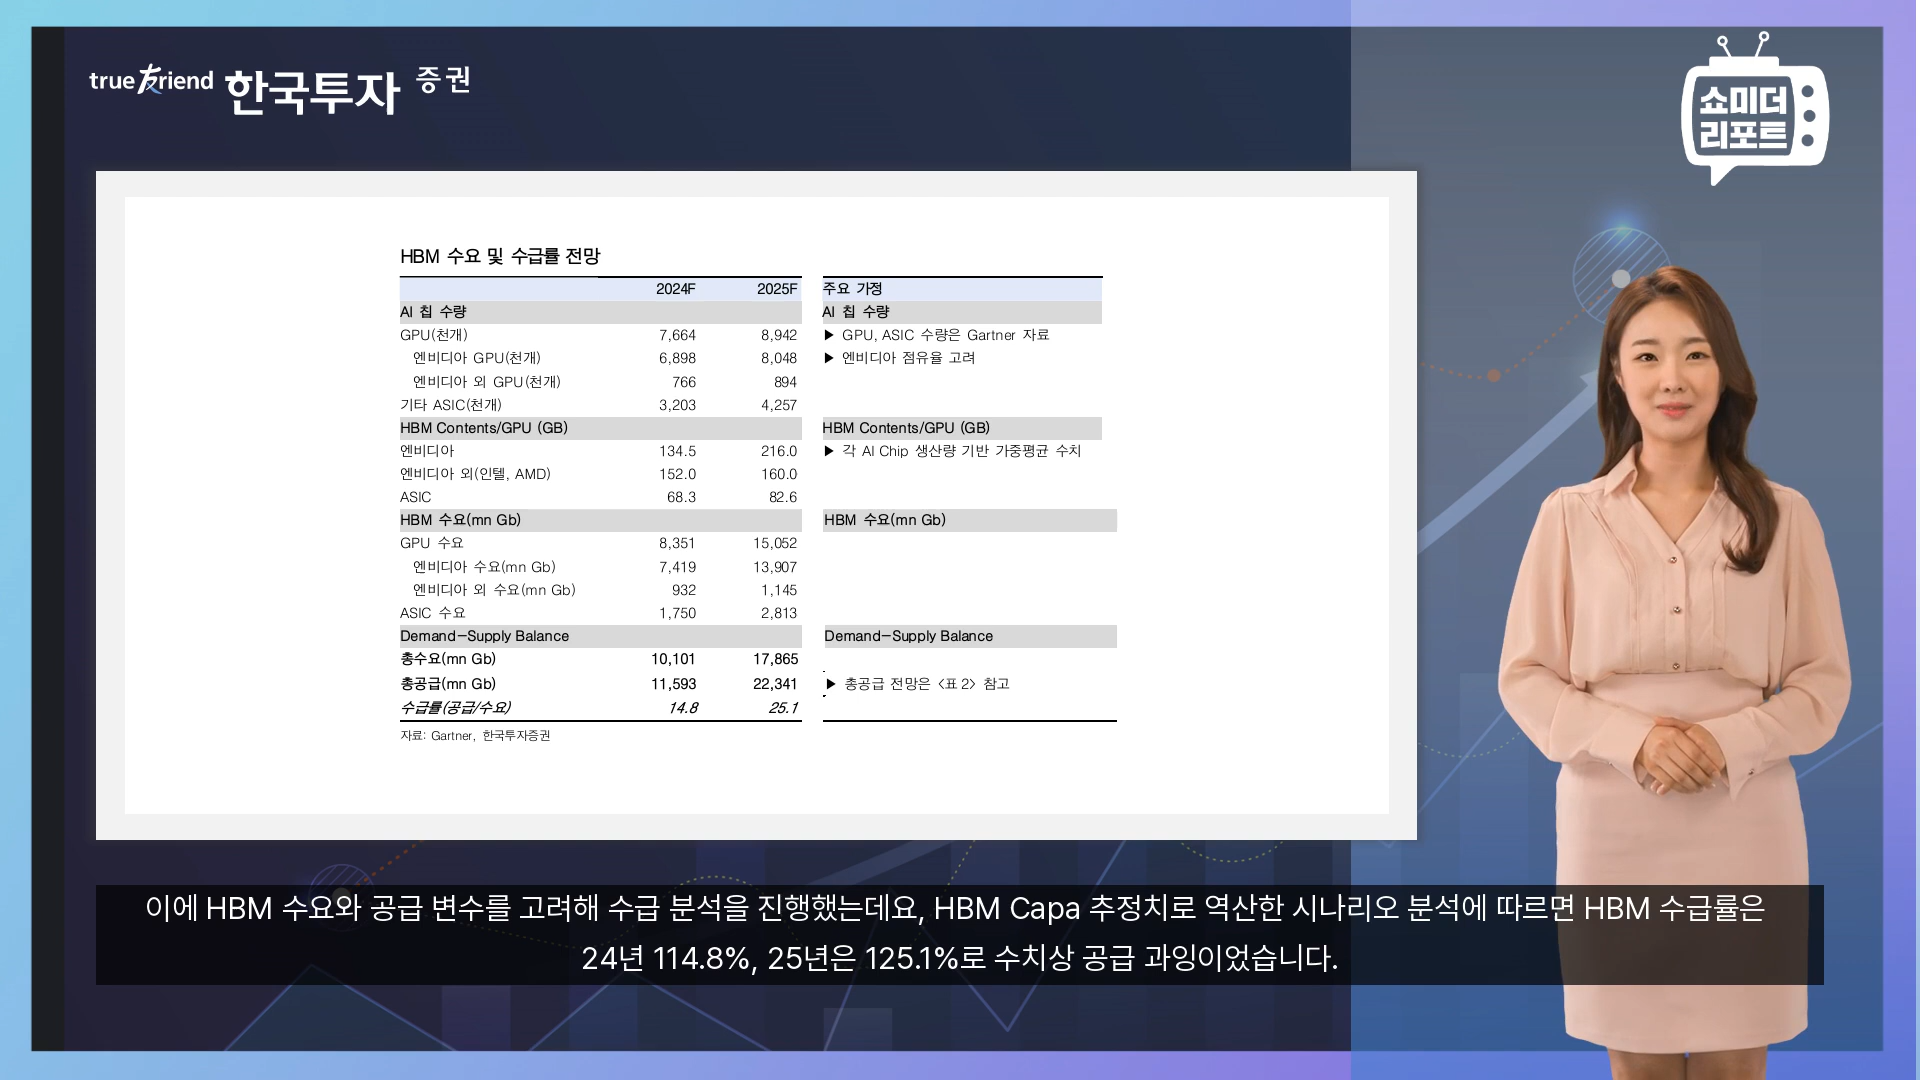 true友riend 한국투자 증권
쇼미더
리포트
HBM 수요 및 수급률 전망
2024F 2025F 주요 가정
AI 칩 수량 AI 칩 수량
GPU(천개) 7,664 8,942 ▶ GPU, ASIC 수량은 Gartner 자료
엔비디아 GPU(천개) 6,898 8,048 ▶ 엔비디아 점유율 고려
엔비디아 외 GPU(천개) 766 894
기타 ASIC(천개) 3,203 4,257
HBM Contents/GPU (GB) HBM Contents/GPU (GB)
엔비디아 134.5 216.0 ▶ 각 AI Chip 생산량 기반 가중평균 수치
엔비디아 외(인텔, AMD) 152.0 160.0
ASIC 68.3 82.6
HBM 수요(mn Gb) HBM 수요(mn Gb)
GPU 수요 8,351 15,052
엔비디아 수요(mn Gb) 7,419 13,907
엔비디아 외 수요(mn Gb) 932 1,145
ASIC 수요 1,750 2,813
Demand-Supply Balance Demand-Supply Balance
총수요(mn Gb) 10,101 17,865
총공급(mn Gb) 11,593 22,341 ▶ 총공급 전망은 <표 2> 참고
수급률(공급/수요) 14.8 25.1
자료: Gartner, 한국투자증권
이에 HBM 수요와 공급 변수를 고려해 수급 분석을 진행했는데요, HBM Capa 추정치로 역산한 시나리오 분석에 따르면 HBM 수급률은
24년 114.8%, 25년은 125.1%로 수치상 공급 과잉이었습니다.